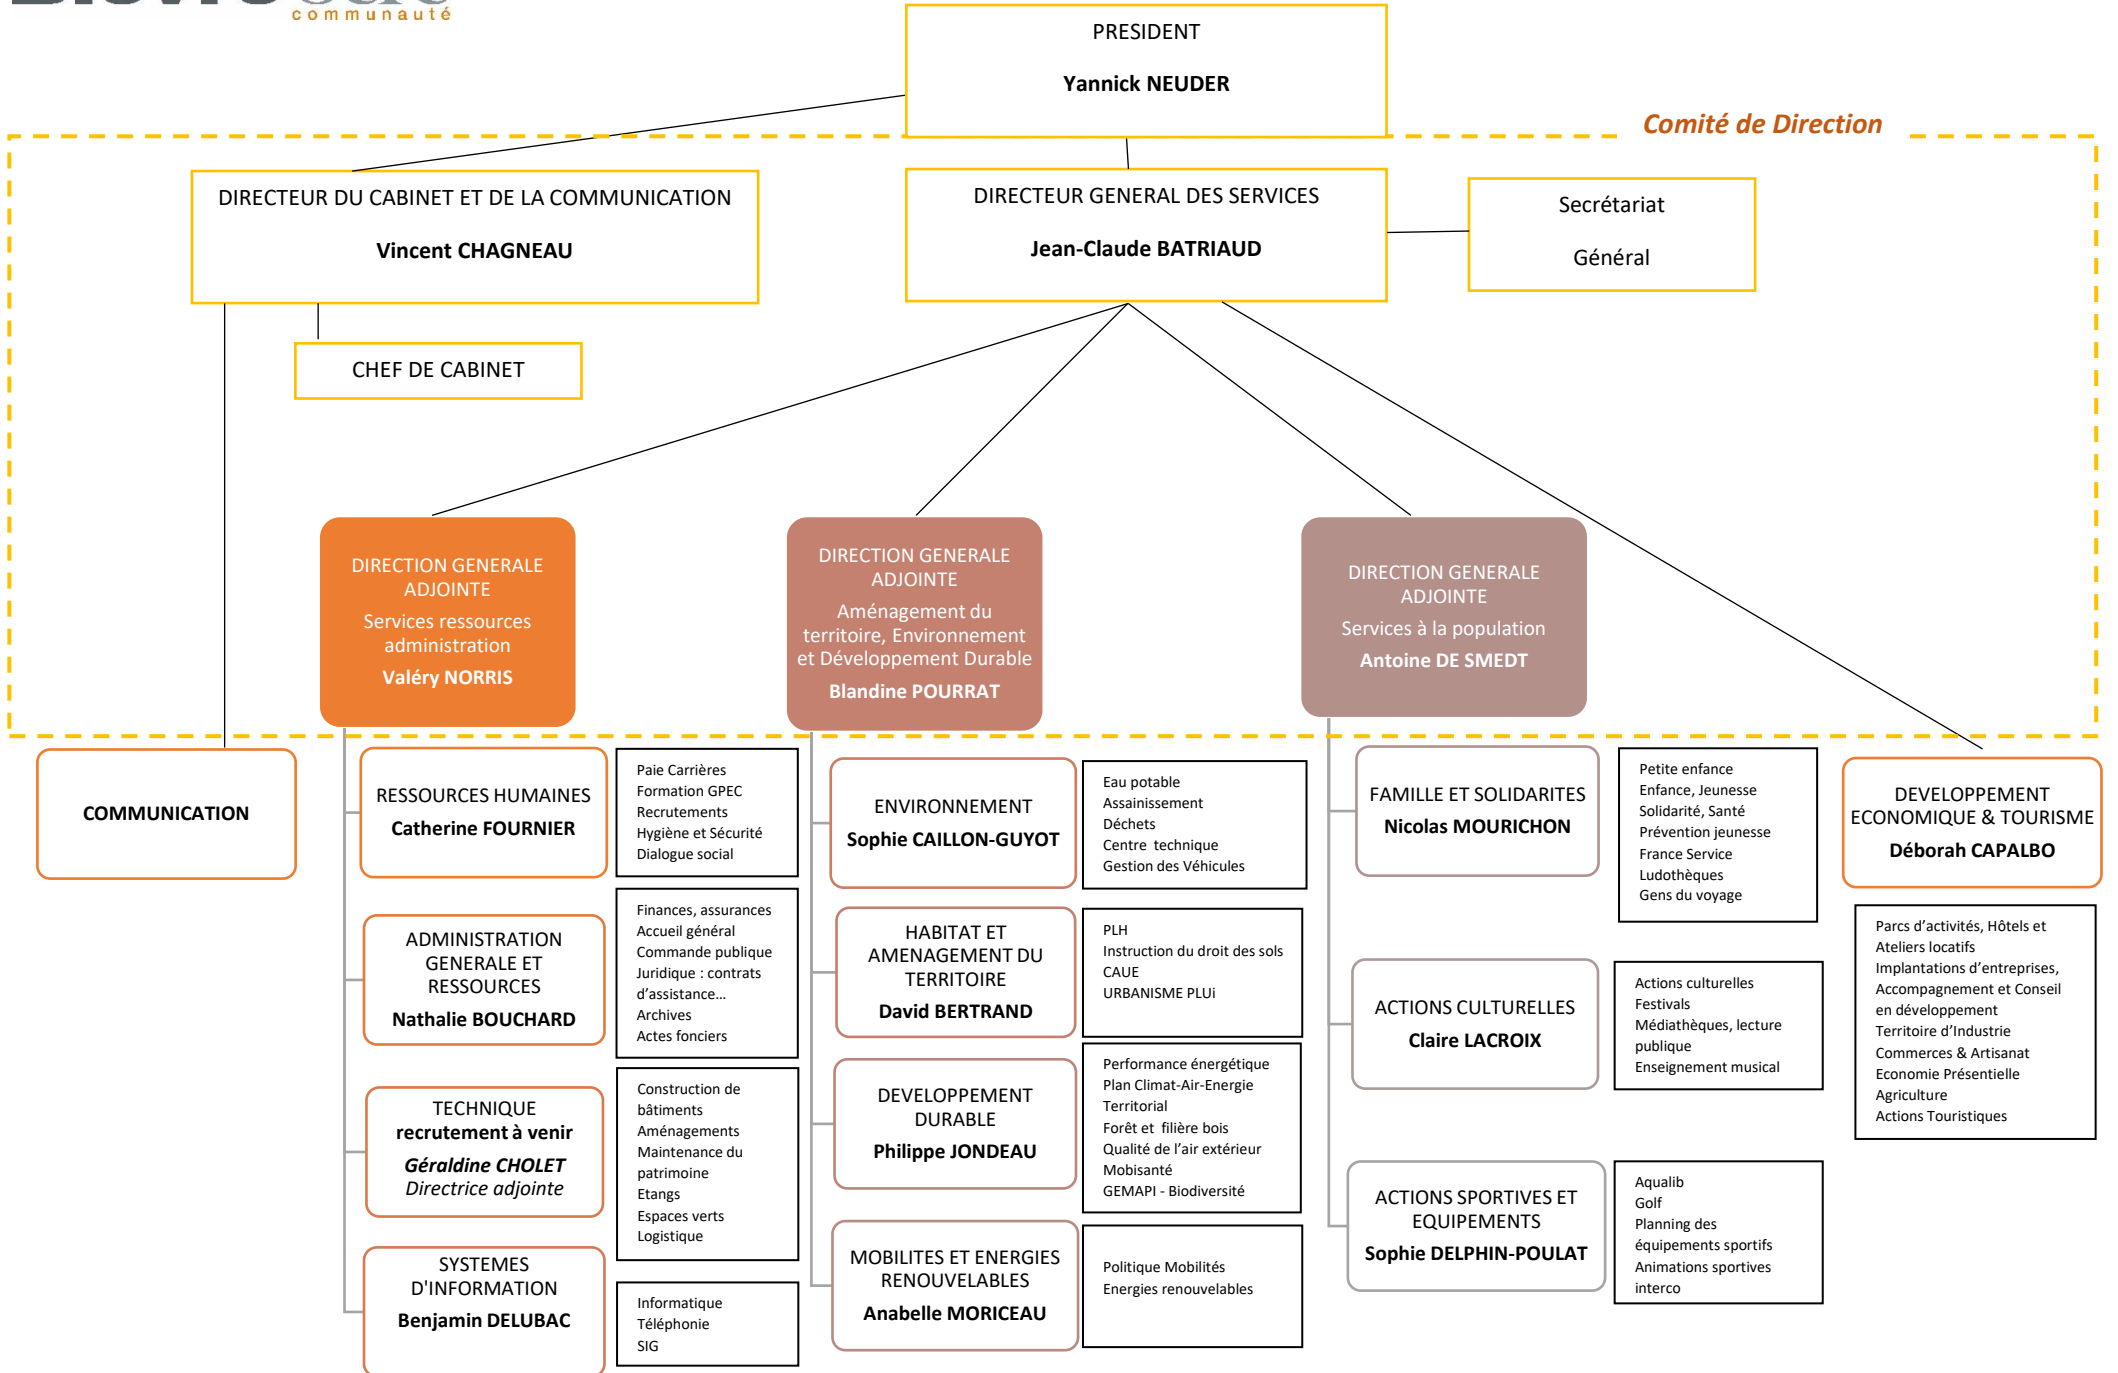 communauté
PRESIDENT
Yannick NEUDER
Comité de Direction
DIRECTEUR DU CABINET ET DE LA COMMUNICATION
Vincent CHAGNEAU
DIRECTEUR GENERAL DES SERVICES
Jean-Claude BATRIAUD
Secrétariat
Général
CHEF DE CABINET
DIRECTION GENERALE
ADJOINTE
Services ressources
administration
Valéry NORRIS
DIRECTION GENERALE
ADJOINTE
Aménagement du
territoire, Environnement
et Développement Durable
Blandine POURRAT
DIRECTION GENERALE
ADJOINTE
Services à la population
Antoine DE SMEDT
COMMUNICATION
RESSOURCES HUMAINES
Catherine FOURNIER
Paie Carrières
Formation GPEC
Recrutements
Hygiène et Sécurité
Dialogue social
ADMINISTRATION
GENERALE ET
RESSOURCES
Nathalie BOUCHARD
Finances, assurances
Accueil général
Commande publique
Juridique : contrats
d'assistance…
Archives
Actes fonciers
TECHNIQUE
recrutement à venir
Géraldine CHOLET
Directrice adjointe
Construction de
bâtiments
Aménagements
Maintenance du
patrimoine
Etangs
Espaces verts
Logistique
SYSTEMES
D'INFORMATION
Benjamin DELUBAC
Informatique
Téléphonie
SIG
ENVIRONNEMENT
Sophie CAILLON-GUYOT
Eau potable
Assainissement
Déchets
Centre technique
Gestion des Véhicules
HABITAT ET
AMENAGEMENT DU
TERRITOIRE
David BERTRAND
PLH
Instruction du droit des sols
CAUE
URBANISME PLUi
DEVELOPPEMENT
DURABLE
Philippe JONDEAU
Performance énergétique
Plan Climat-Air-Energie
Territorial
Forêt et filière bois
Qualité de l'air extérieur
Mobisanté
GEMAPI - Biodiversité
MOBILITES ET ENERGIES
RENOUVELABLES
Anabelle MORICEAU
Politique Mobilités
Energies renouvelables
FAMILLE ET SOLIDARITES
Nicolas MOURICHON
Petite enfance
Enfance, Jeunesse
Solidarité, Santé
Prévention jeunesse
France Service
Ludothèques
Gens du voyage
ACTIONS CULTURELLES
Claire LACROIX
Actions culturelles
Festivals
Médiathèques, lecture
publique
Enseignement musical
ACTIONS SPORTIVES ET
EQUIPEMENTS
Sophie DELPHIN-POULAT
Aqualib
Golf
Planning des
équipements sportifs
Animations sportives
interco
DEVELOPPEMENT
ECONOMIQUE & TOURISME
Déborah CAPALBO
Parcs d'activités, Hôtels et
Ateliers locatifs
Implantations d'entreprises,
Accompagnement et Conseil
en développement
Territoire d'Industrie
Commerces & Artisanat
Economie Présentielle
Agriculture
Actions Touristiques